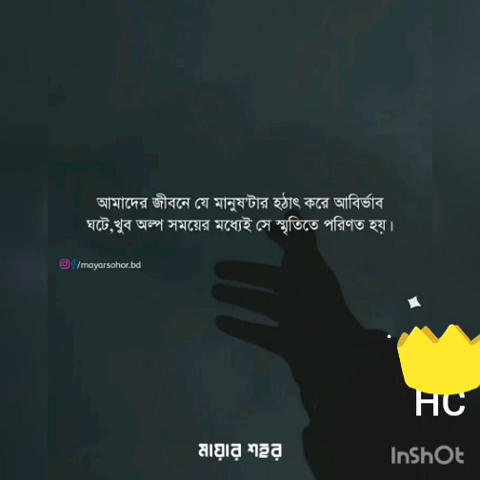 আমাদের জীবনে যে মানুষটার হঠাৎ করে আবির্ভাব
ঘটে,খুব অল্প সময়ের মধ্যেই সে স্মৃতিতে পরিণত হয়।
/mayarsohor.bd
HC
মায়ার শহর
InShOt